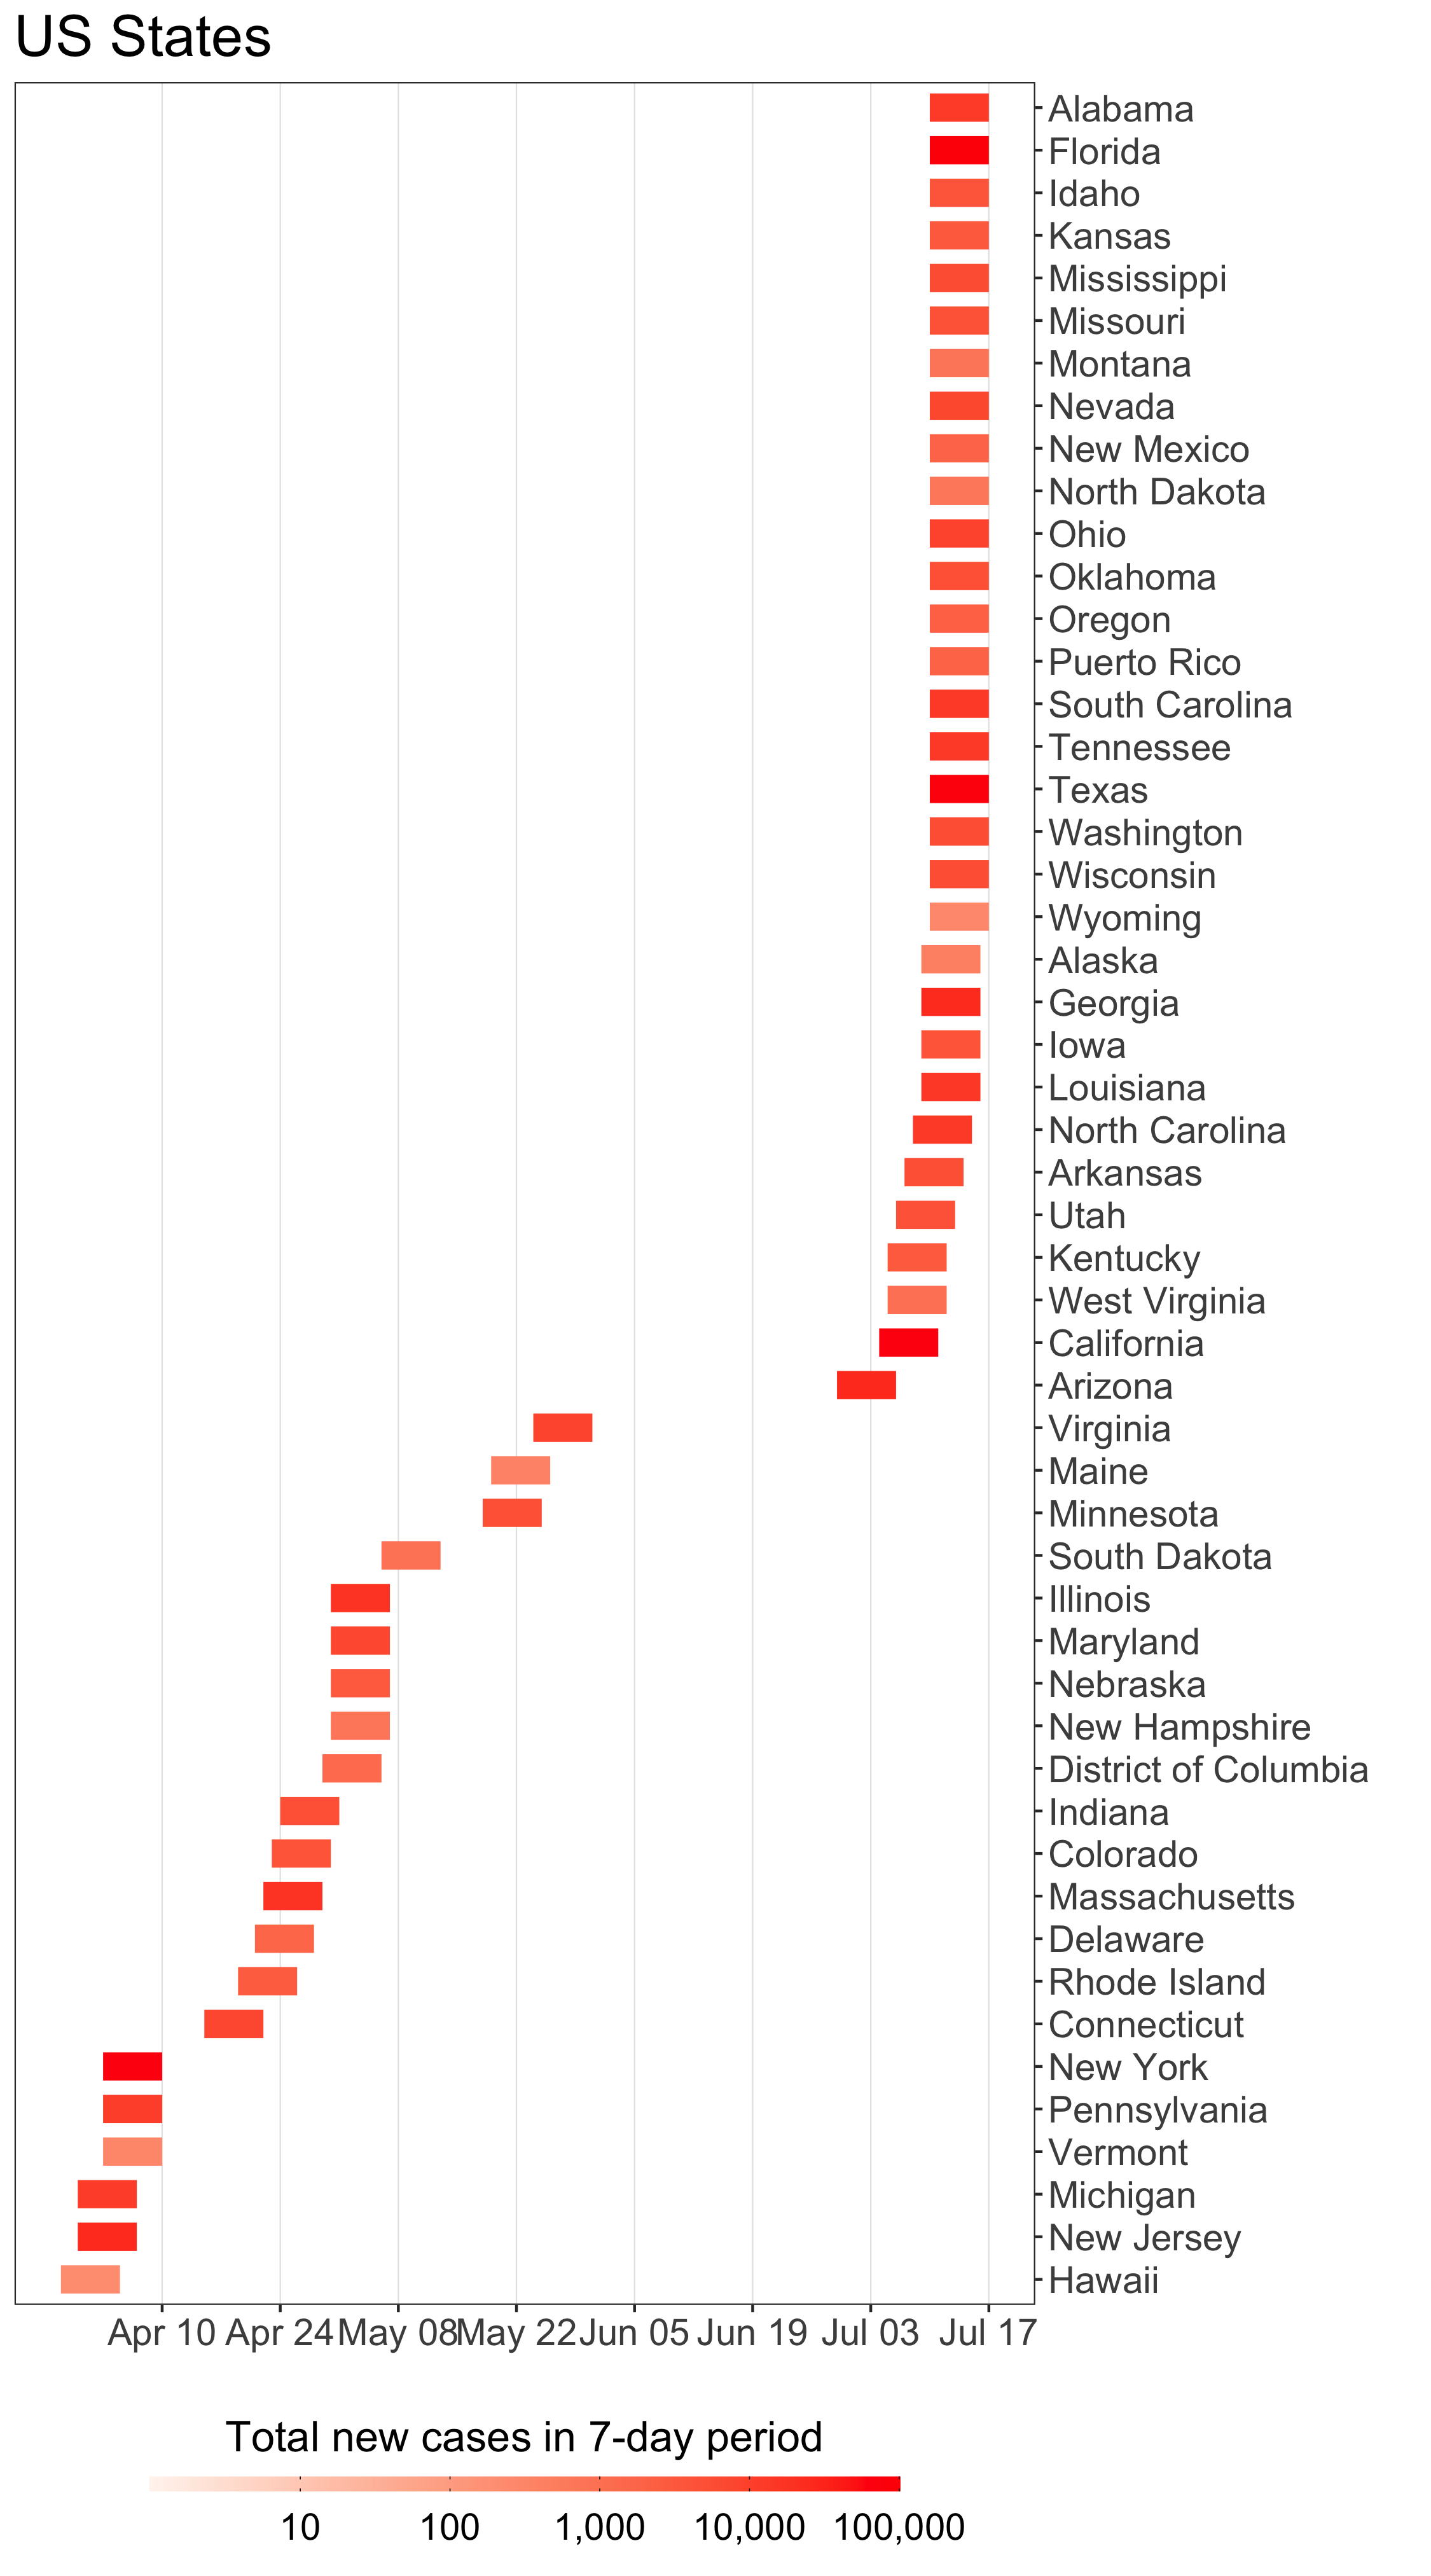 US States
Alabama
Florida
Idaho
Kansas
Mississippi
Missouri
Montana
Nevada
New Mexico
North Dakota
Ohio
Oklahoma
Oregon
Puerto Rico
South Carolina
Tennessee
Texas
Washington
Wisconsin
Wyoming
Alaska
Georgia
Iowa
Louisiana
North Carolina
Arkansas
Utah
Kentucky
West Virginia
California
Arizona
Virginia
Maine
Minnesota
South Dakota
Illinois
Maryland
Nebraska
New Hampshire
District of Columbia
Indiana
Colorado
Massachusetts
Delaware
Rhode Island
Connecticut
New York
Pennsylvania
Vermont
Michigan
New Jersey
Hawaii
Apr 10 Apr 24 May 08 May 22 Jun 05 Jun 19 Jul 03 Jul 17
Total new cases in 7-day period
10 100 1,000 10,000 100,000